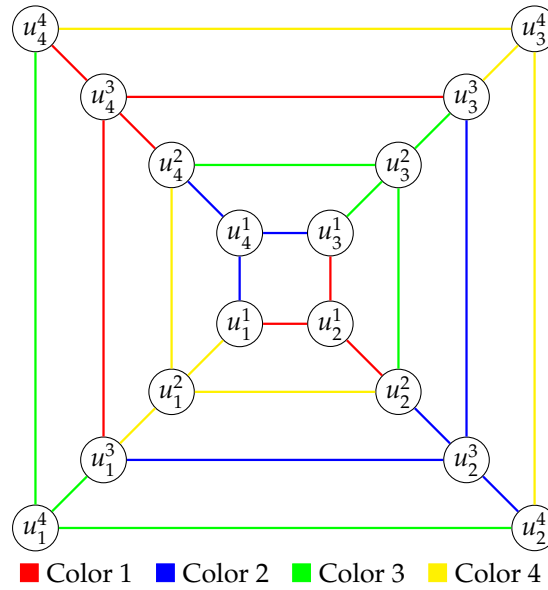 u_4^4 u_3^4
u_4^3 u_3^3
u_4^2 u_3^2
u_4^1 u_3^1
u_1^1 u_2^1
u_1^2 u_2^2
u_1^3 u_2^3
u_1^4 u_2^4
Color 1 Color 2 Color 3 Color 4